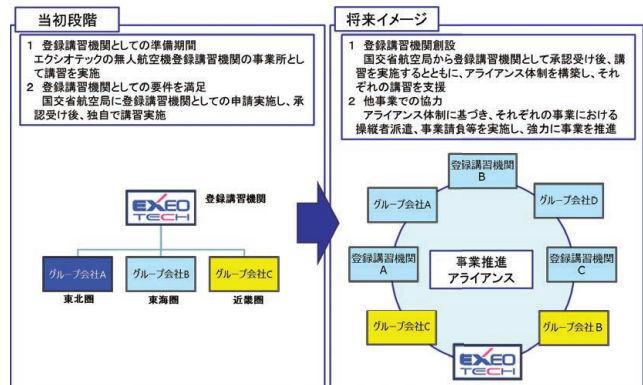 当初段階
1 登録講習機関としての準備期間
エクシオテックの無人航空機登録講習機関の事業所とし
て講習を実施
2 登録講習機関としての要件を満足
国交省航空局に登録講習機関としての申請実施し、承
認受け後、独自で講習実施
EXEO
TECH
登録講習機関
グループ会社A
グループ会社B
グループ会社C
東北圏
東海圏
近畿圏
将来イメージ
1 登録講習機関創設
国交省航空局から登録講習機関として承認受け後、講
習を実施するとともに、アライアンス体制を構築し、それ
ぞれの講習を支援
2 他事業での協力
アライアンス体制に基づき、それぞれの事業における
操縦者派遣、事業請負等を実施し、強力に事業を推進
登録講習機関
B
グループ会社A
グループ会社D
登録講習機関
A
事業推進
アライアンス
登録講習機関
C
グループ会社C
グループ会社B
EXEO
TECH